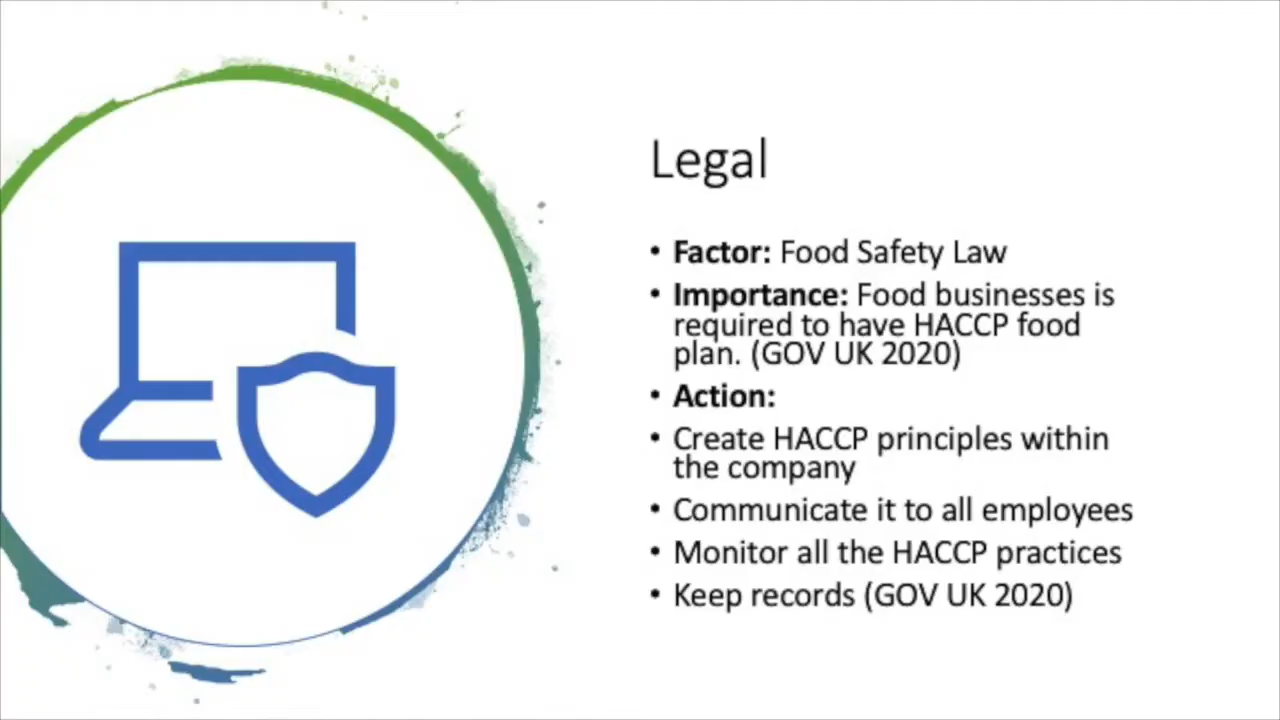 Legal
• Factor: Food Safety Law
• Importance: Food businesses is
required to have HACCP food
plan. (GOV UK 2020)
• Action:
• Create HACCP principles within
the company
• Communicate it to all employees
• Monitor all the HACCP practices
• Keep records (GOV UK 2020)